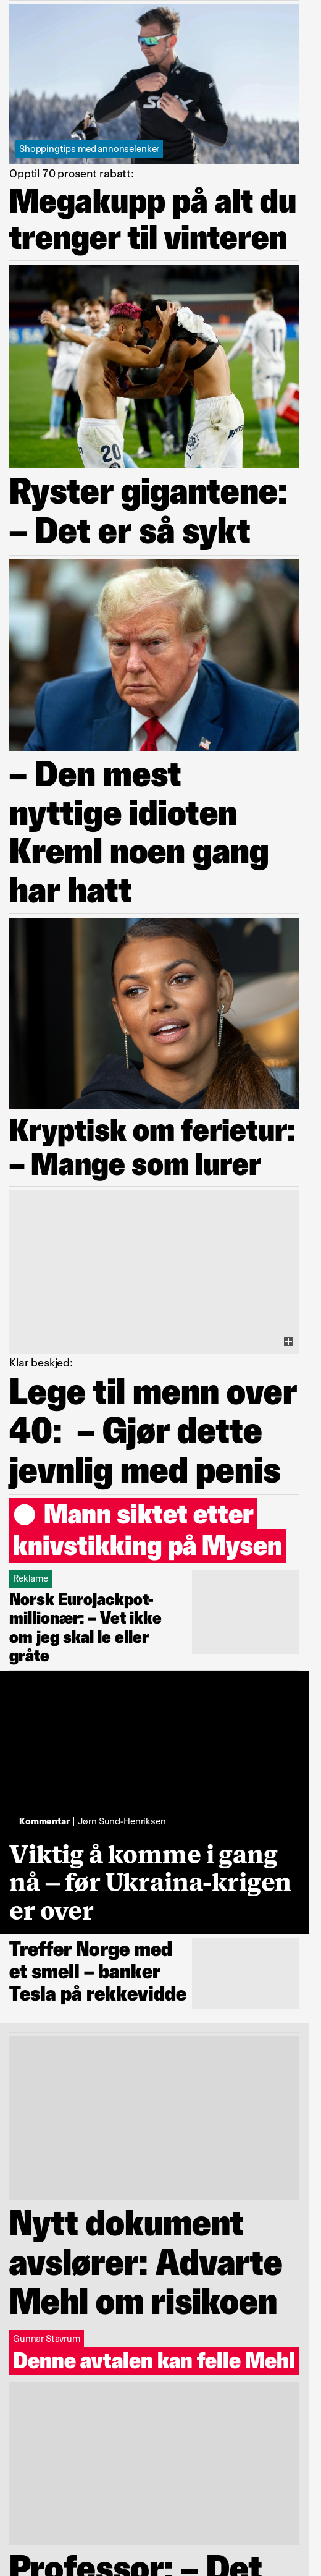 Shoppingtips med annonselenker
Opptil 70 prosent rabatt:
Megakupp på alt du
trenger til vinteren
Ryster gigantene:
– Det er så sykt
– Den mest
nyttige idioten
Kreml noen gang
har hatt
Kryptisk om ferietur:
– Mange som lurer
Klar beskjed:
Lege til menn over
40:  – Gjør dette
jevnlig med penis
Mann siktet etter
knivstikking på Mysen
Reklame
Norsk Eurojackpot-
millionær: – Vet ikke
om jeg skal le eller
gråte
Kommentar | Jørn Sund-Henriksen
Viktig å komme i gang
nå – før Ukraina-krigen
er over
Treffer Norge med
et smell – banker
Tesla på rekkevidde
Nytt dokument
avslører: Advarte
Mehl om risikoen
Gunnar Stavrum
Denne avtalen kan felle Mehl
Professor: – Det